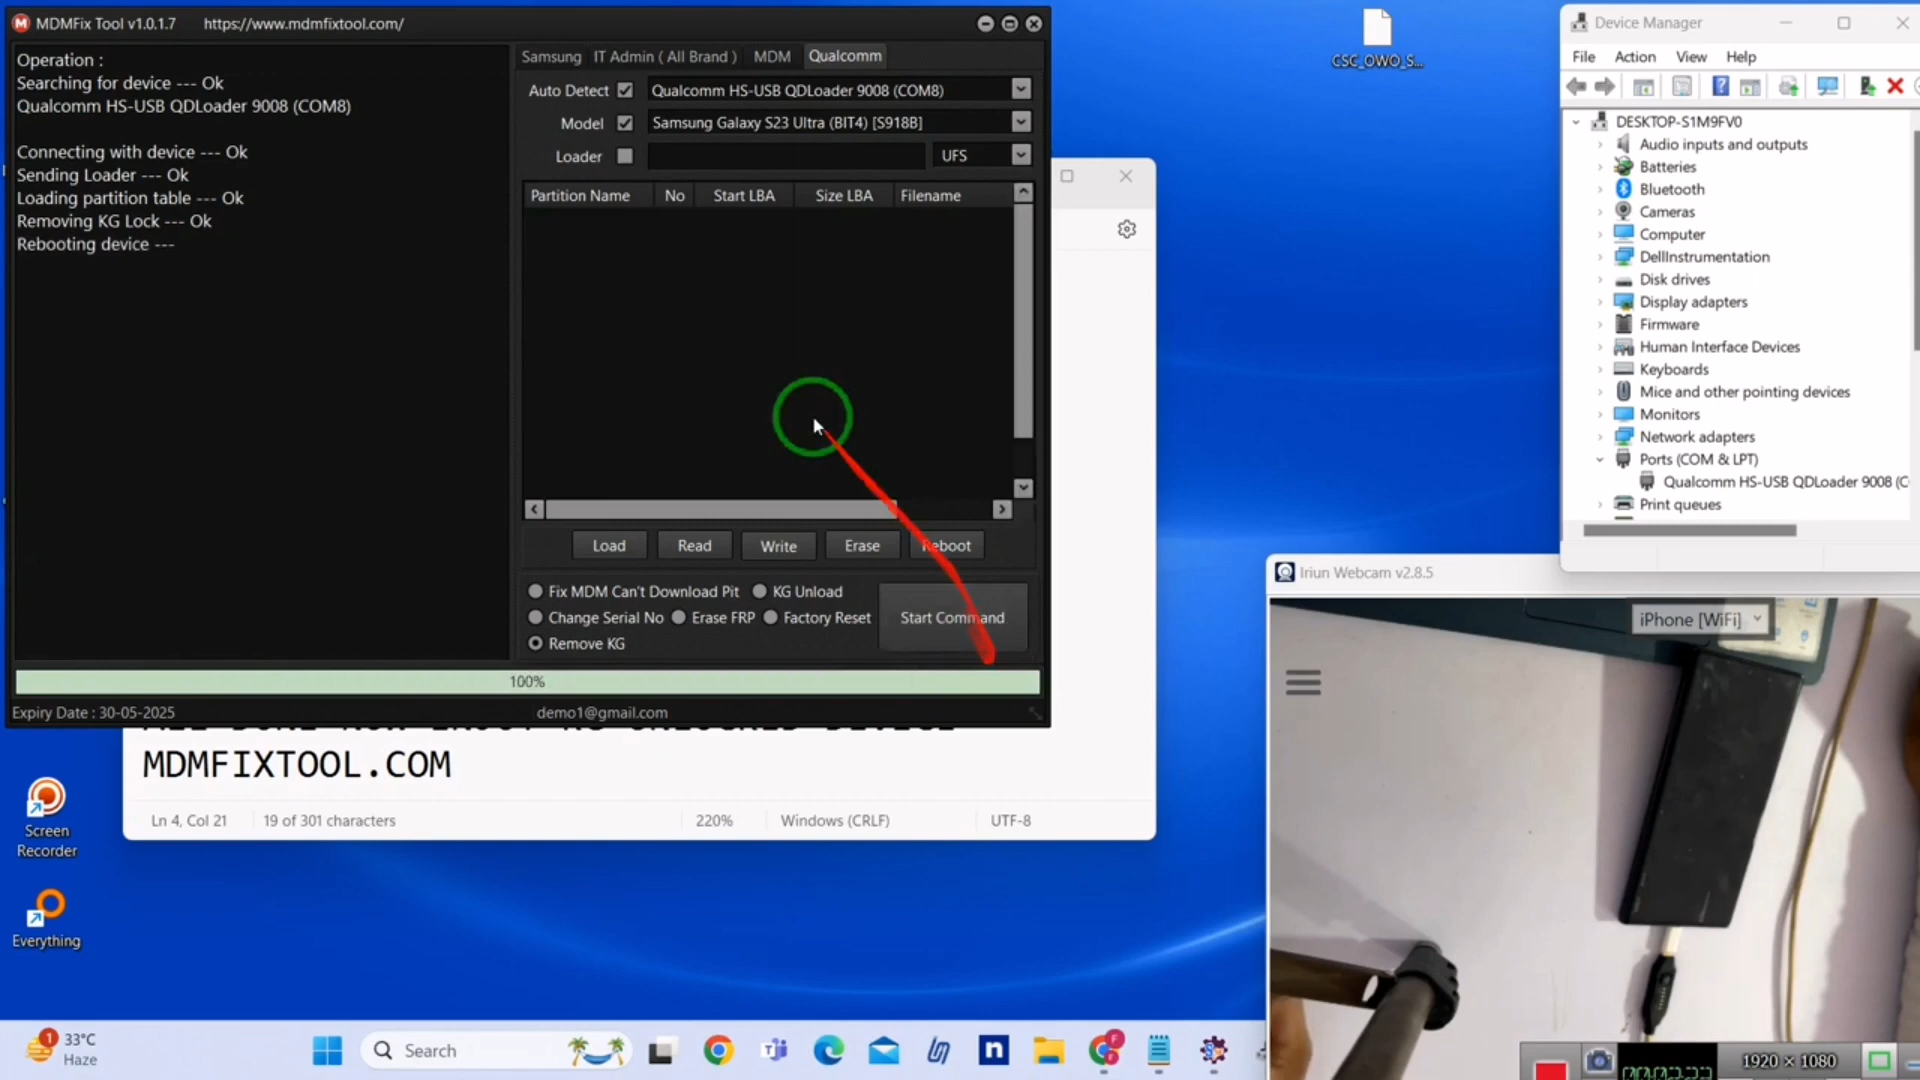 MDMFix Tool v1.0.1.7 https://www.mdmfixtool.com/
Operation :
Searching for device --- Ok
Qualcomm HS-USB QDLoader 9008 (COM8)
Connecting with device --- Ok
Sending Loader --- Ok
Loading partition table --- Ok
Removing KG Lock --- Ok
Rebooting device ---
Samsung IT Admin ( All Brand ) MDM Qualcomm
Auto Detect Qualcomm HS-USB QDLoader 9008 (COM8)
Model Samsung Galaxy S23 Ultra (BIT4) [S918B]
Loader UFS
Partition Name No Start LBA Size LBA Filename
Load Read Write Erase Reboot
Fix MDM Can't Download Pit KG Unload
Change Serial No Erase FRP Factory Reset
Remove KG
Start Command
100%
Expiry Date : 30-05-2025 demo1@gmail.com
MDMFIXTOOL.COM
Ln 4, Col 21 19 of 301 characters 220% Windows (CRLF) UTF-8
CSC_OWO_S...
Device Manager
File Action View Help
DESKTOP-S1M9FV0
Audio inputs and outputs
Batteries
Bluetooth
Cameras
Computer
DellInstrumentation
Disk drives
Display adapters
Firmware
Human Interface Devices
Keyboards
Mice and other pointing devices
Monitors
Network adapters
Ports (COM & LPT)
Qualcomm HS-USB QDLoader 9008 (C
Print queues
Iriun Webcam v2.8.5
iPhone [WiFi]
Screen
Recorder
Everything
1
33°C
Haze
Search
1920 × 1080